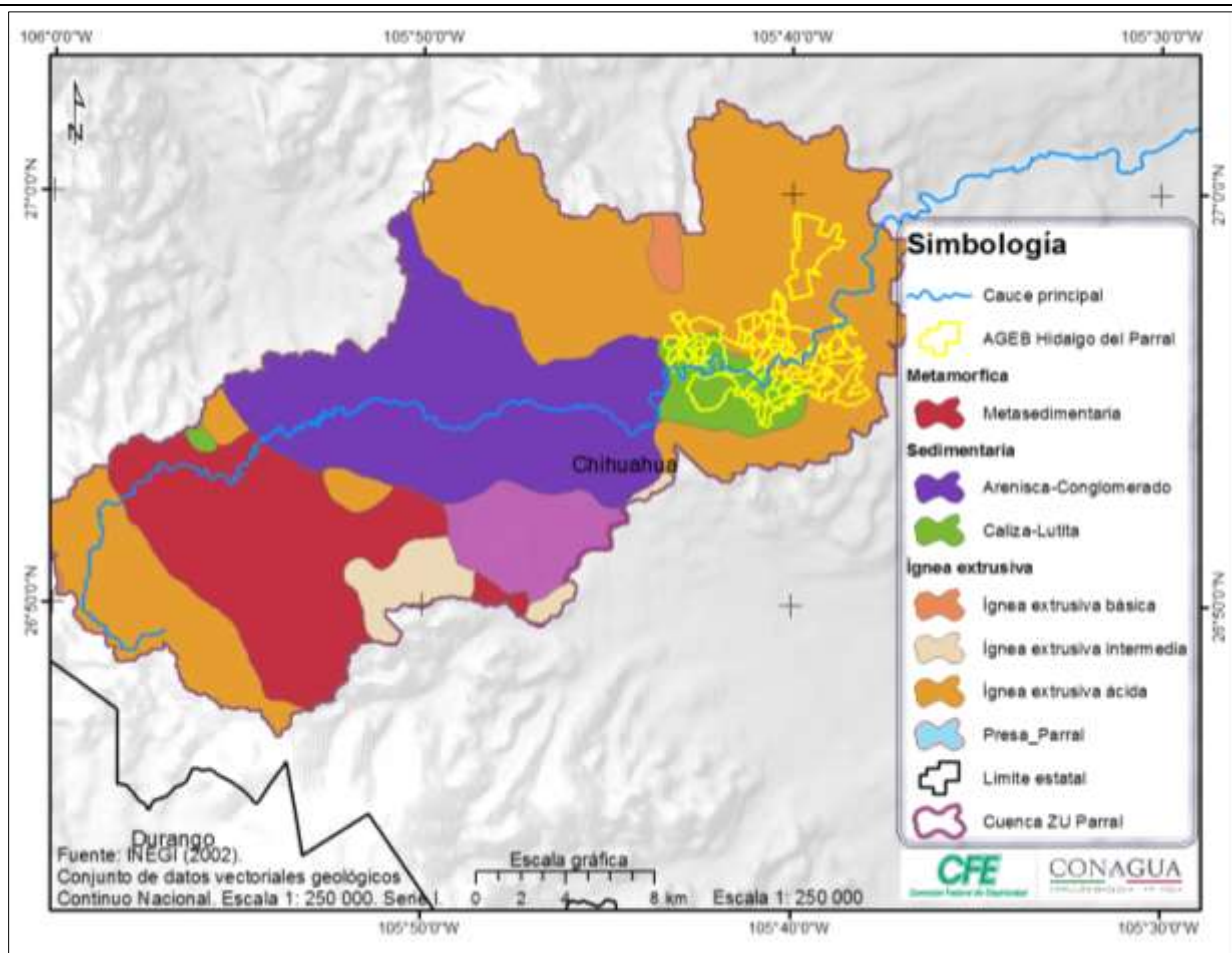 106°0'0"W 105°50'0"W 105°40'0"W 105°30'0"W
27°0'0"N
27°0'0"N
26°50'0"N
26°50'0"N
N
Chihuahua
Durango
Simbología
Cauce principal
AGEB Hidalgo del Parral
Metamorfica
Metasedimentaria
Sedimentaria
Arenisca-Conglomerado
Caliza-Lutita
Ígnea extrusiva
Ígnea extrusiva básica
Ígnea extrusiva intermedia
Ígnea extrusiva ácida
Presa_Parral
Limite estatal
Cuenca ZU Parral
Fuente: INEGI (2002).
Conjunto de datos vectoriales geológicos
Continuo Nacional. Escala 1: 250 000. Serie I.
Escala gráfica
0 2 4 8 km
Escala 1: 250 000
CFE
Comisión Federal de Electricidad
CONAGUA
105°50'0"W 105°40'0"W 105°30'0"W